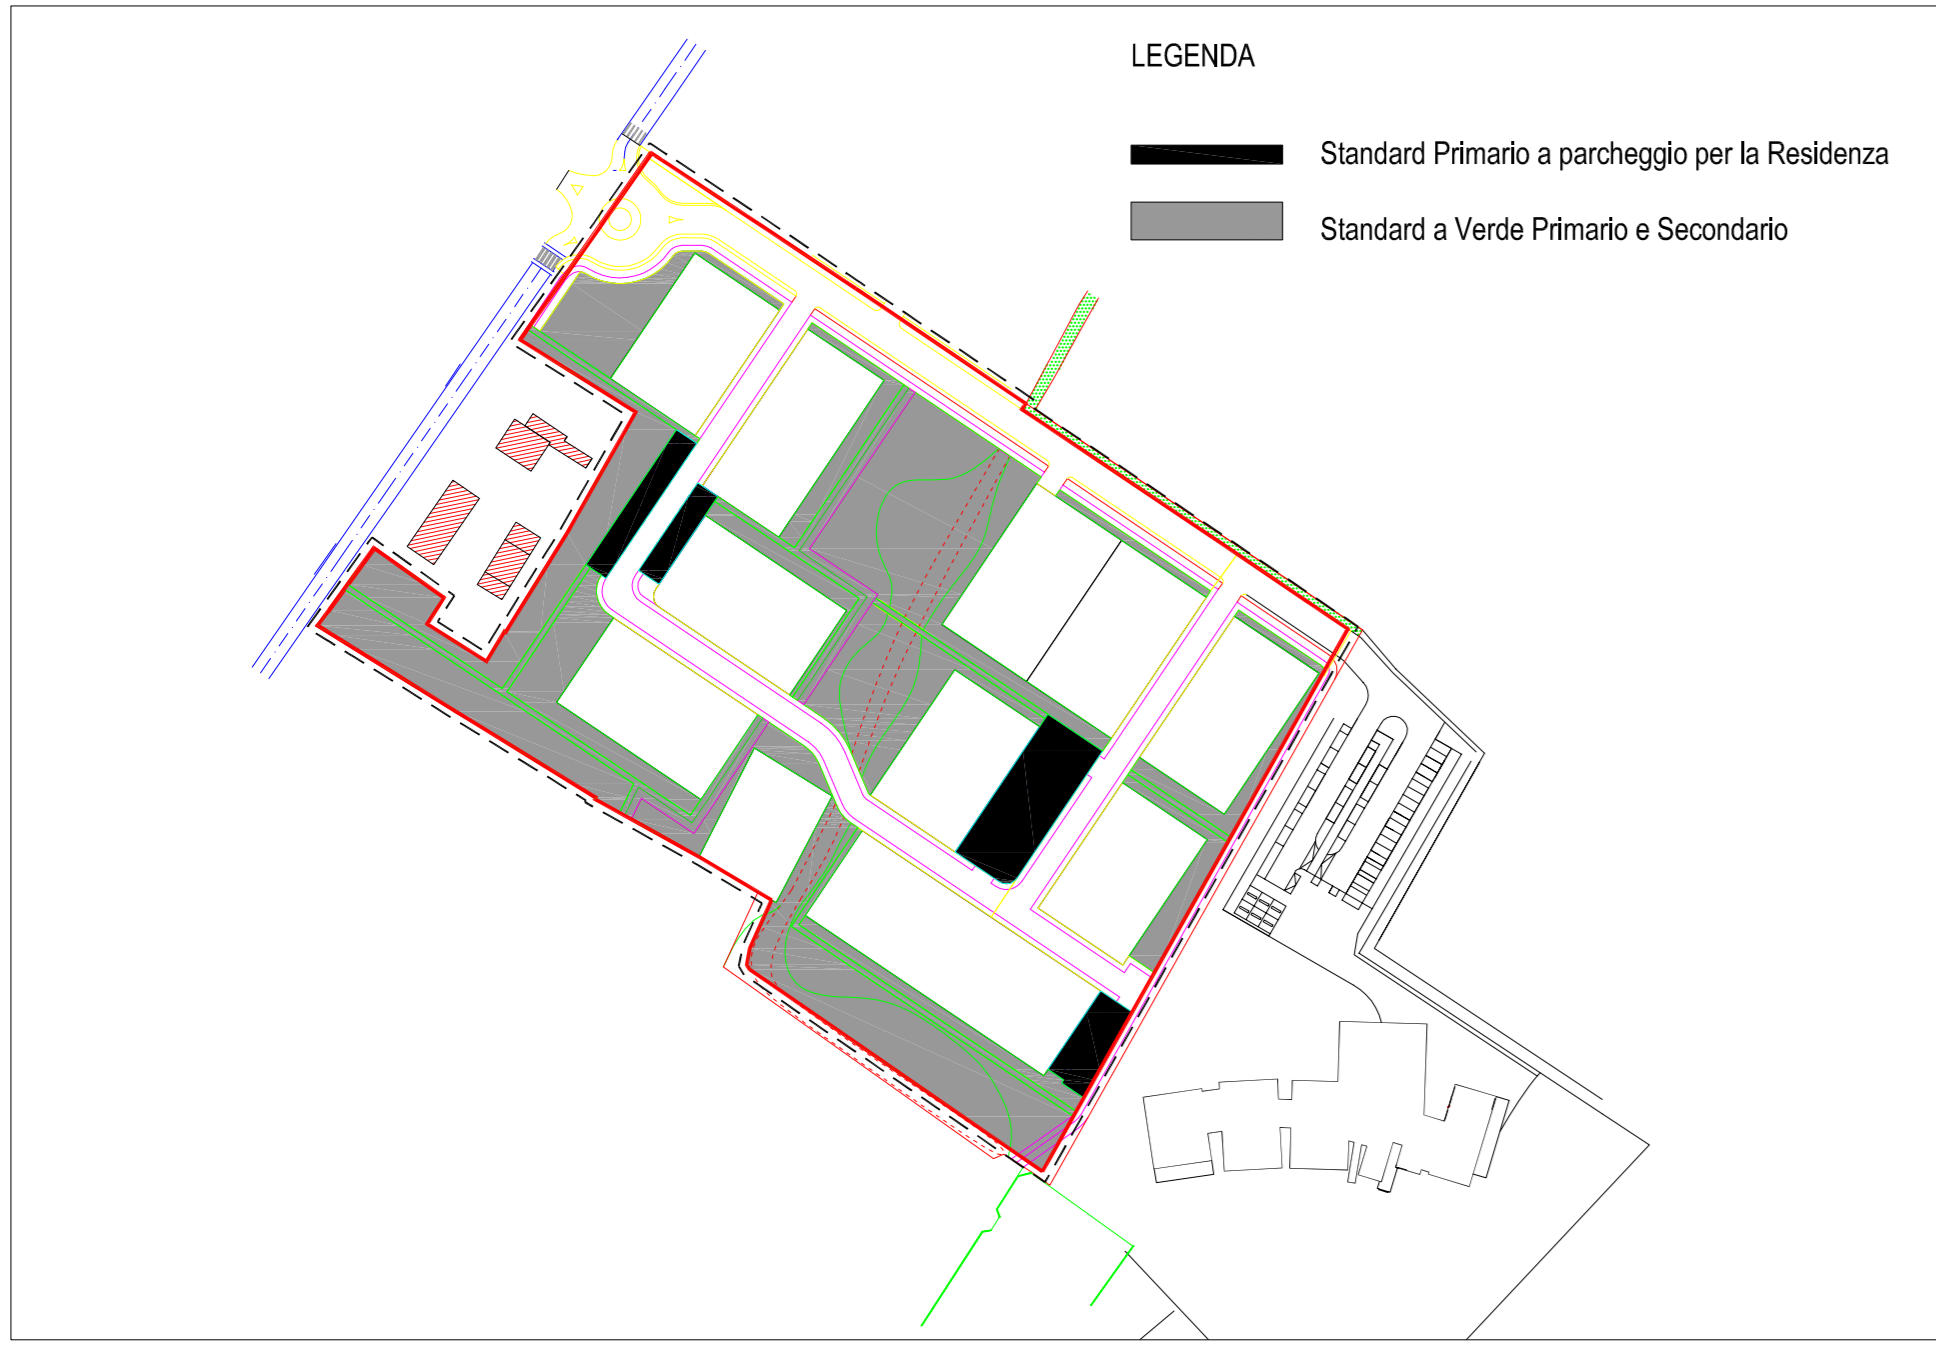 LEGENDA
Standard Primario a parcheggio per la Residenza
Standard a Verde Primario e Secondario